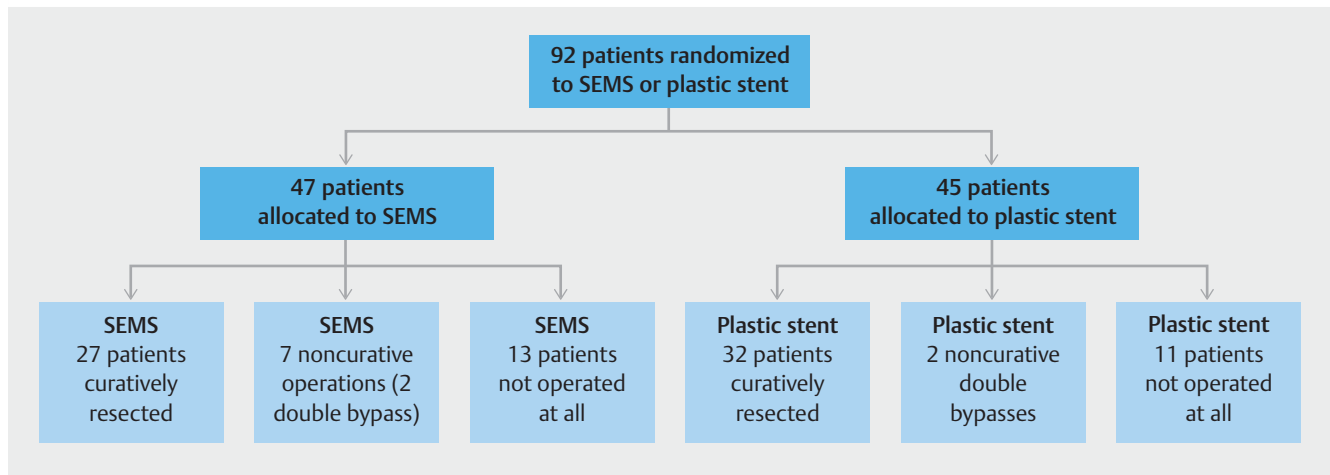 92 patients randomized
to SEMS or plastic stent
47 patients
allocated to SEMS
45 patients
allocated to plastic stent
SEMS
27 patients
curatively
resected
SEMS
7 noncurative
operations (2
double bypass)
SEMS
13 patients
not operated
at all
Plastic stent
32 patients
curatively
resected
Plastic stent
2 noncurative
double
bypasses
Plastic stent
11 patients
not operated
at all